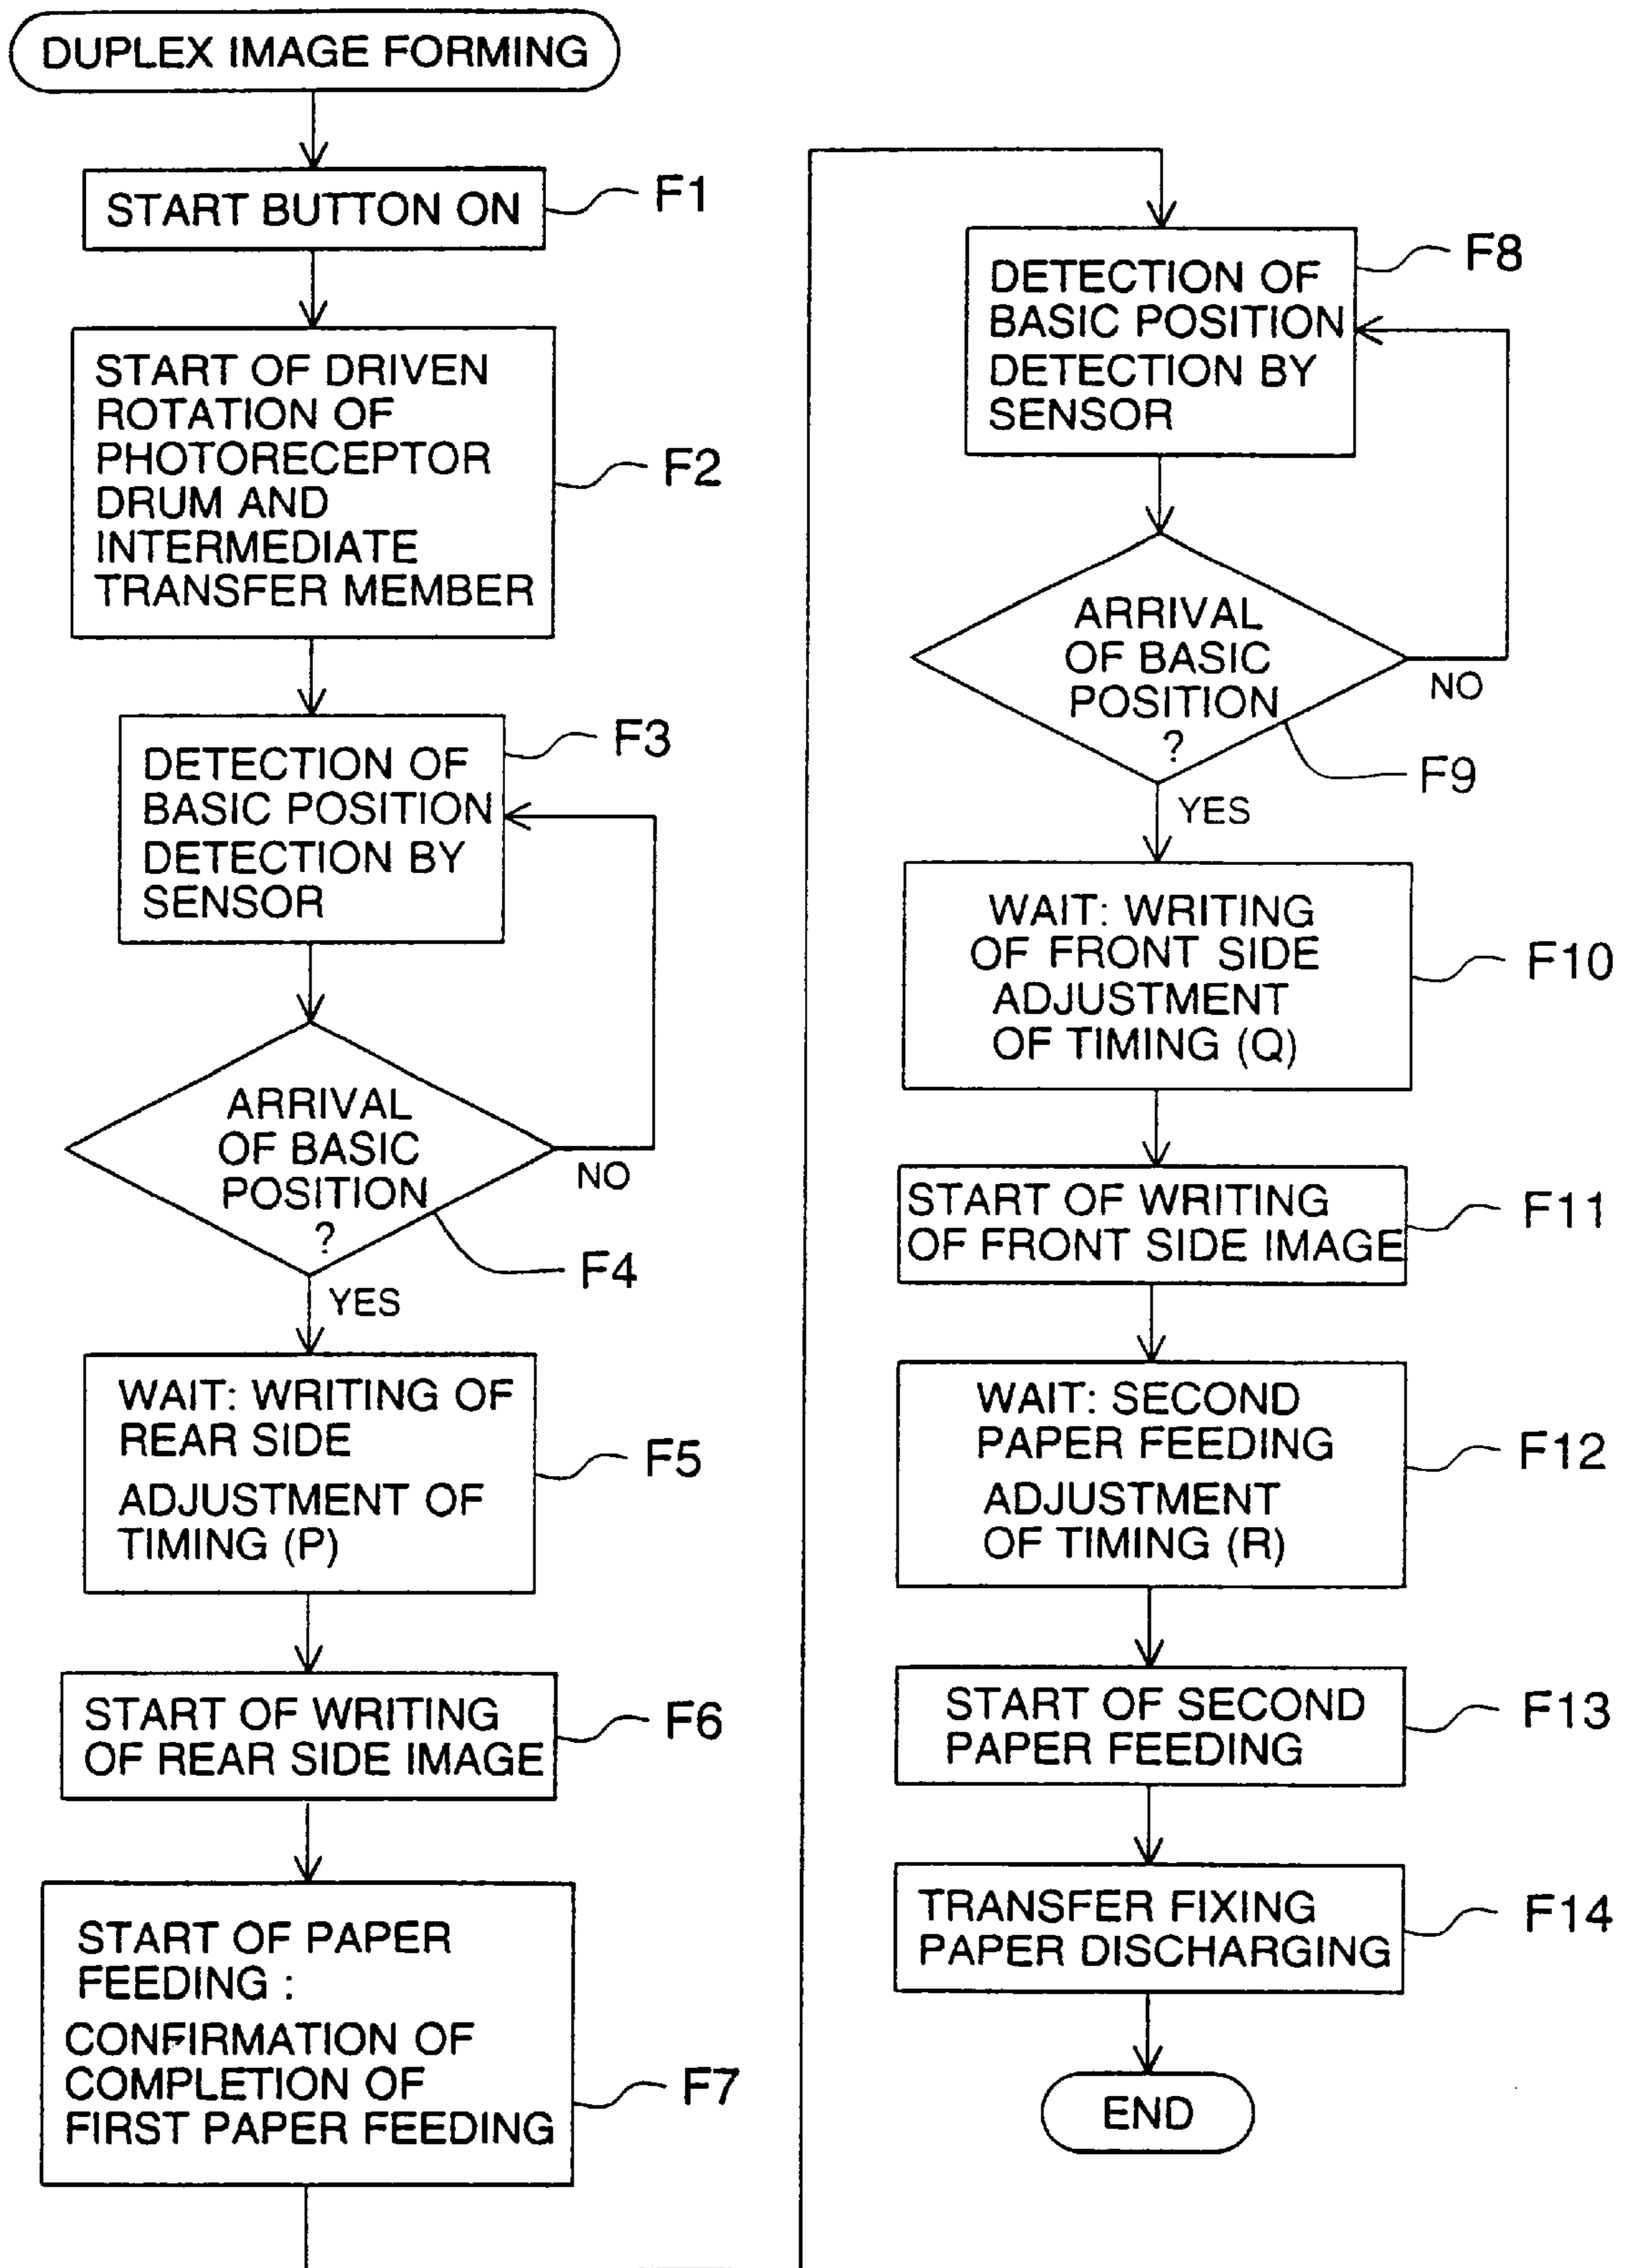 DUPLEX IMAGE FORMING
START BUTTON ON
F1
START OF DRIVEN
ROTATION OF
PHOTORECEPTOR
DRUM AND
INTERMEDIATE
TRANSFER MEMBER
F2
DETECTION OF
BASIC POSITION
DETECTION BY
SENSOR
F3
ARRIVAL
OF BASIC
POSITION
?
NO
F4
YES
WAIT: WRITING OF
REAR SIDE
ADJUSTMENT OF
TIMING (P)
F5
START OF WRITING
OF REAR SIDE IMAGE
F6
START OF PAPER
FEEDING :
CONFIRMATION OF
COMPLETION OF
FIRST PAPER FEEDING
F7
DETECTION OF
BASIC POSITION
DETECTION BY
SENSOR
F8
ARRIVAL
OF BASIC
POSITION
?
NO
F9
YES
WAIT: WRITING
OF FRONT SIDE
ADJUSTMENT
OF TIMING (Q)
F10
START OF WRITING
OF FRONT SIDE IMAGE
F11
WAIT: SECOND
PAPER FEEDING
ADJUSTMENT
OF TIMING (R)
F12
START OF SECOND
PAPER FEEDING
F13
TRANSFER FIXING
PAPER DISCHARGING
F14
END